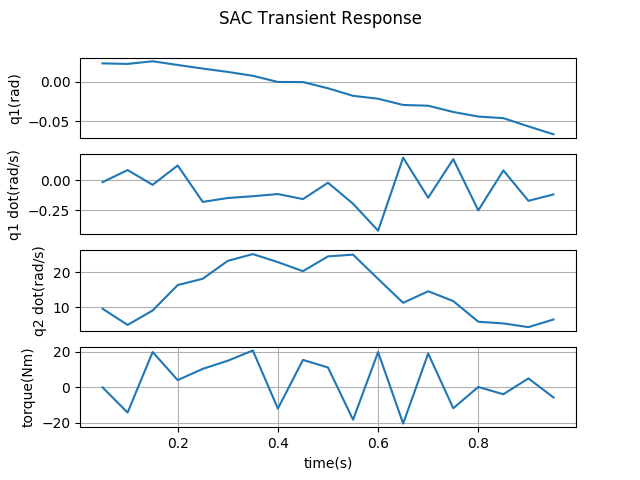 SAC Transient Response
q1(rad)
0.00
−0.05
q1 dot(rad/s)
0.00
−0.25
q2 dot(rad/s)
20
10
torque(Nm)
20
0
−20
0.2 0.4 0.6 0.8
time(s)